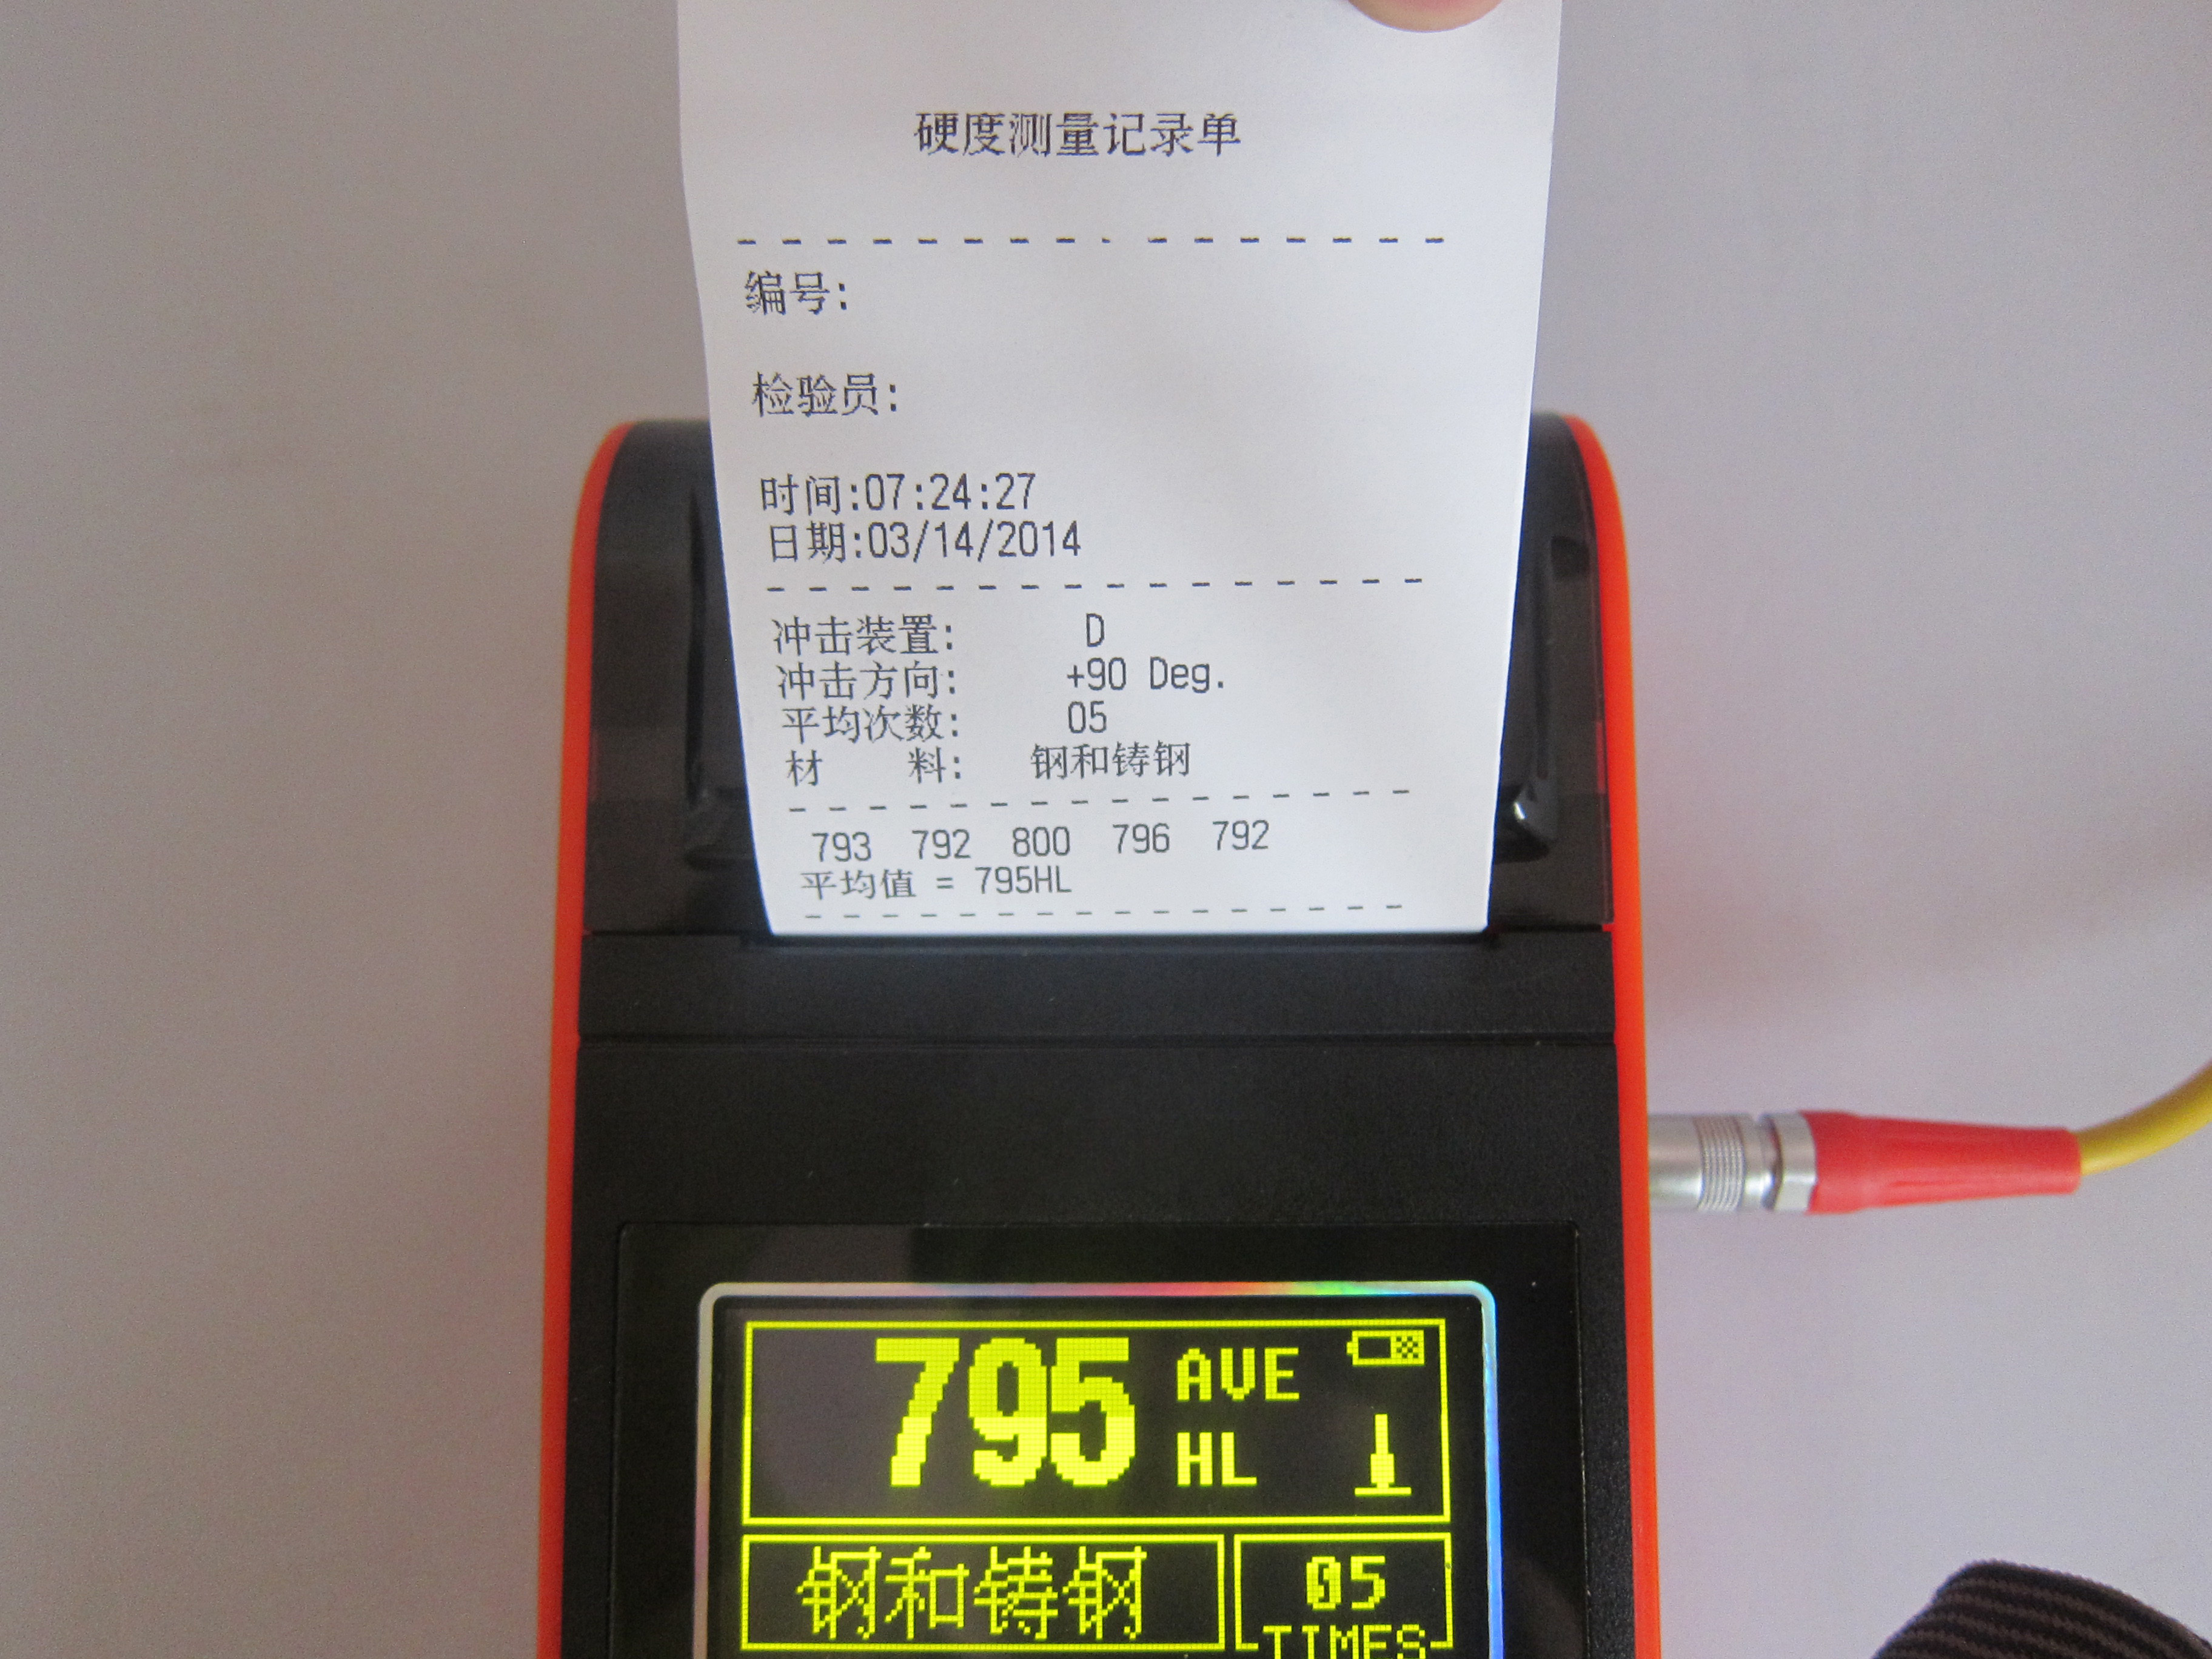 硬度测量记录单
编号:
检验员:
时间:07:24:27
日期:03/14/2014
冲击装置: D
冲击方向: +90 Deg.
平均次数: 05
材 料: 钢和铸钢
793 792 800 796 792
平均值 = 795HL
795 AVE
HL
钢和铸钢 05
TIMES